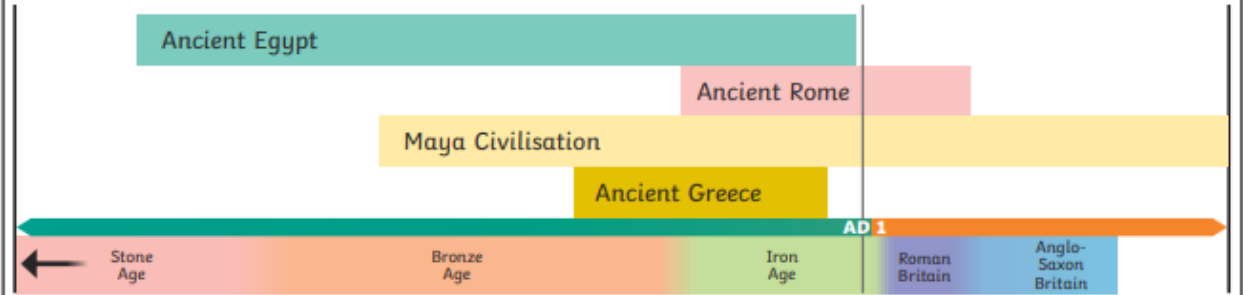 Ancient Egypt
Ancient Rome
Maya Civilisation
Ancient Greece
AD 1
Stone
Age
Bronze
Age
Iron
Age
Roman
Britain
Anglo-
Saxon
Britain